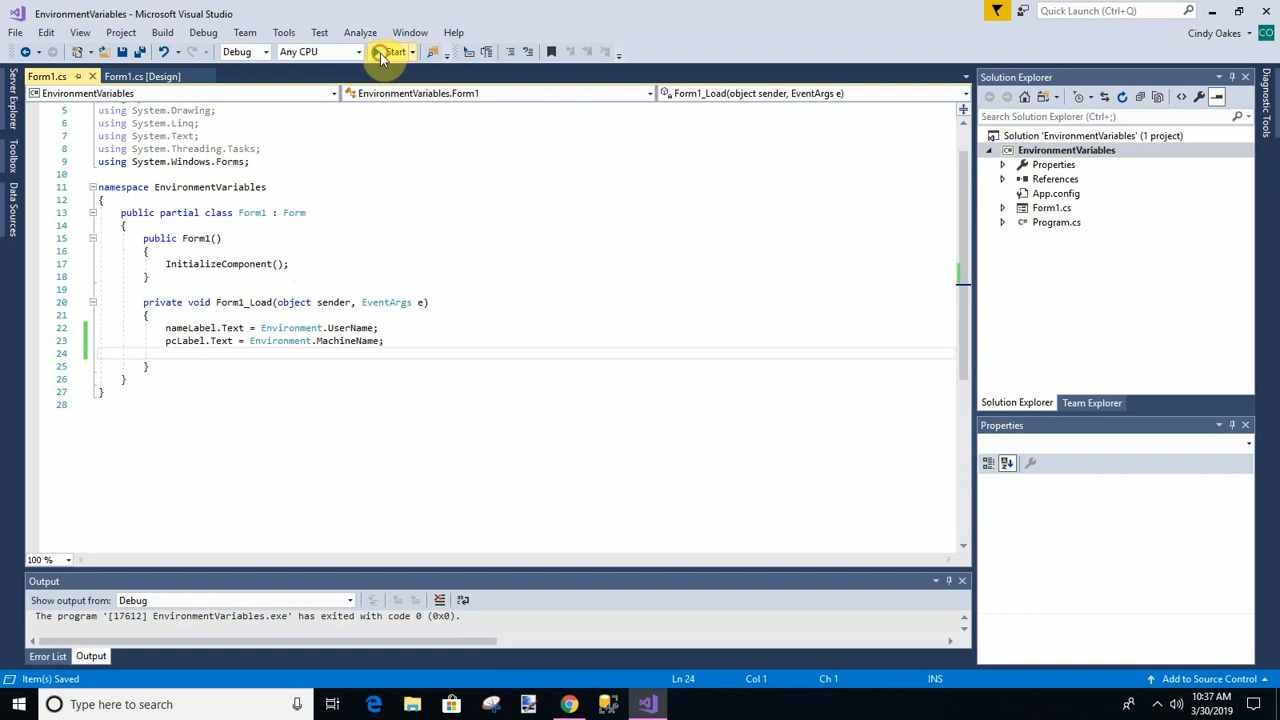 EnvironmentVariables - Microsoft Visual Studio
Quick Launch (Ctrl+Q)
File Edit View Project Build Debug Team Tools Test Analyze Window Help
Cindy Oakes
CO
Debug Any CPU Start
Server Explorer
Toolbox
Data Sources
Form1.cs Form1.cs [Design]
EnvironmentVariables EnvironmentVariables.Form1 Form1_Load(object sender, EventArgs e)
5 using System.Drawing;
6 using System.Linq;
7 using System.Text;
8 using System.Threading.Tasks;
9 using System.Windows.Forms;
10
11 namespace EnvironmentVariables
12 {
13 public partial class Form1 : Form
14 {
15 public Form1()
16 {
17 InitializeComponent();
18 }
19
20 private void Form1_Load(object sender, EventArgs e)
21 {
22 nameLabel.Text = Environment.UserName;
23 pcLabel.Text = Environment.MachineName;
24
25 }
26 }
27 }
28
100 %
Solution Explorer
Search Solution Explorer (Ctrl+;)
Solution 'EnvironmentVariables' (1 project)
EnvironmentVariables
Properties
References
App.config
Form1.cs
Program.cs
Solution Explorer Team Explorer
Properties
Diagnostic Tools
Output
Show output from: Debug
The program '[17612] EnvironmentVariables.exe' has exited with code 0 (0x0).
Error List Output
Item(s) Saved Ln 24 Col 1 Ch 1 INS Add to Source Control
Type here to search
10:37 AM
3/30/2019